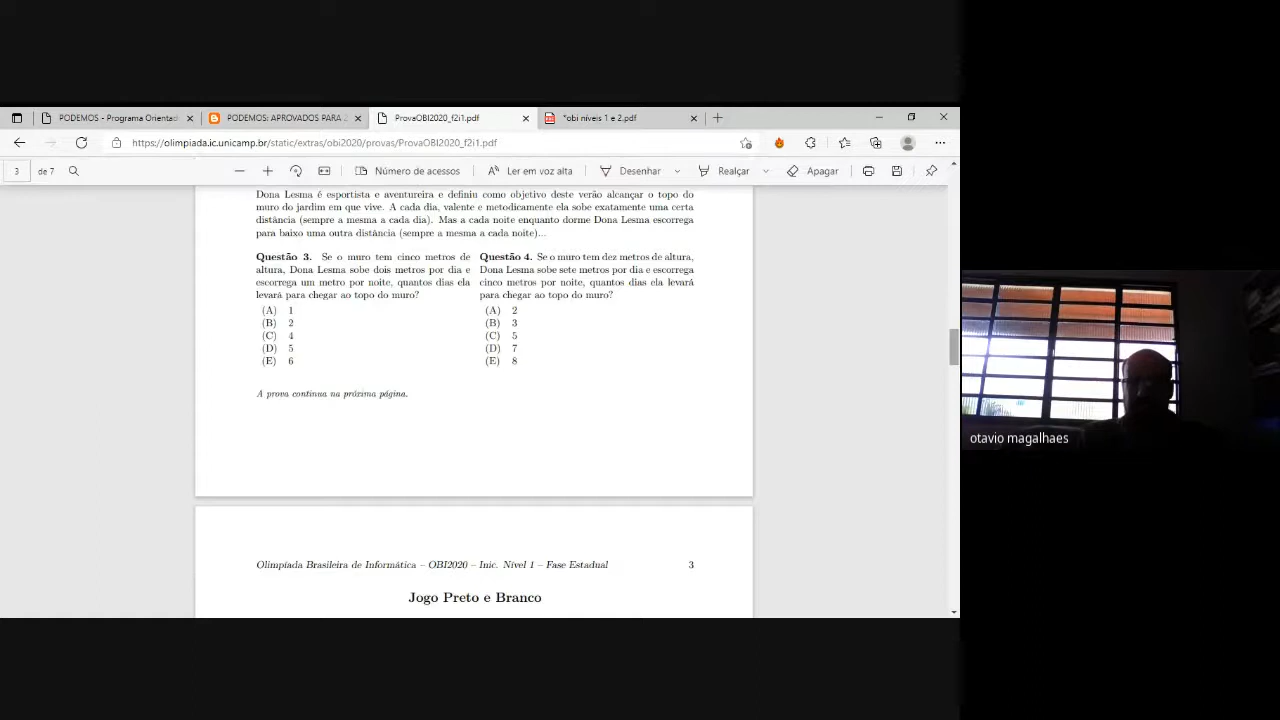 PODEMOS - Programa Orientad
PODEMOS: APROVADOS PARA
ProvaOBI2020_f2i1.pdf
*obi níveis 1 e 2.pdf
https://olimpiada.ic.unicamp.br/static/extras/obi2020/provas/ProvaOBI2020_f2i1.pdf
3 de 7
Número de acessos
Ler em voz alta
Desenhar
Realçar
Apagar
Dona Lesma é esportista e aventureira e definiu como objetivo deste verão alcançar o topo do
muro do jardim em que vive. A cada dia, valente e metodicamente ela sobe exatamente uma certa
distância (sempre a mesma a cada dia). Mas a cada noite enquanto dorme Dona Lesma escorrega
para baixo uma outra distância (sempre a mesma a cada noite)...
Questão 3. Se o muro tem cinco metros de
altura, Dona Lesma sobe dois metros por dia e
escorrega um metro por noite, quantos dias ela
levará para chegar ao topo do muro?
(A) 1
(B) 2
(C) 4
(D) 5
(E) 6
Questão 4. Se o muro tem dez metros de altura,
Dona Lesma sobe sete metros por dia e escorrega
cinco metros por noite, quantos dias ela levará
para chegar ao topo do muro?
(A) 2
(B) 3
(C) 5
(D) 7
(E) 8
A prova continua na próxima página.
Olimpíada Brasileira de Informática – OBI2020 – Inic. Nível 1 – Fase Estadual 3
Jogo Preto e Branco
otavio magalhaes